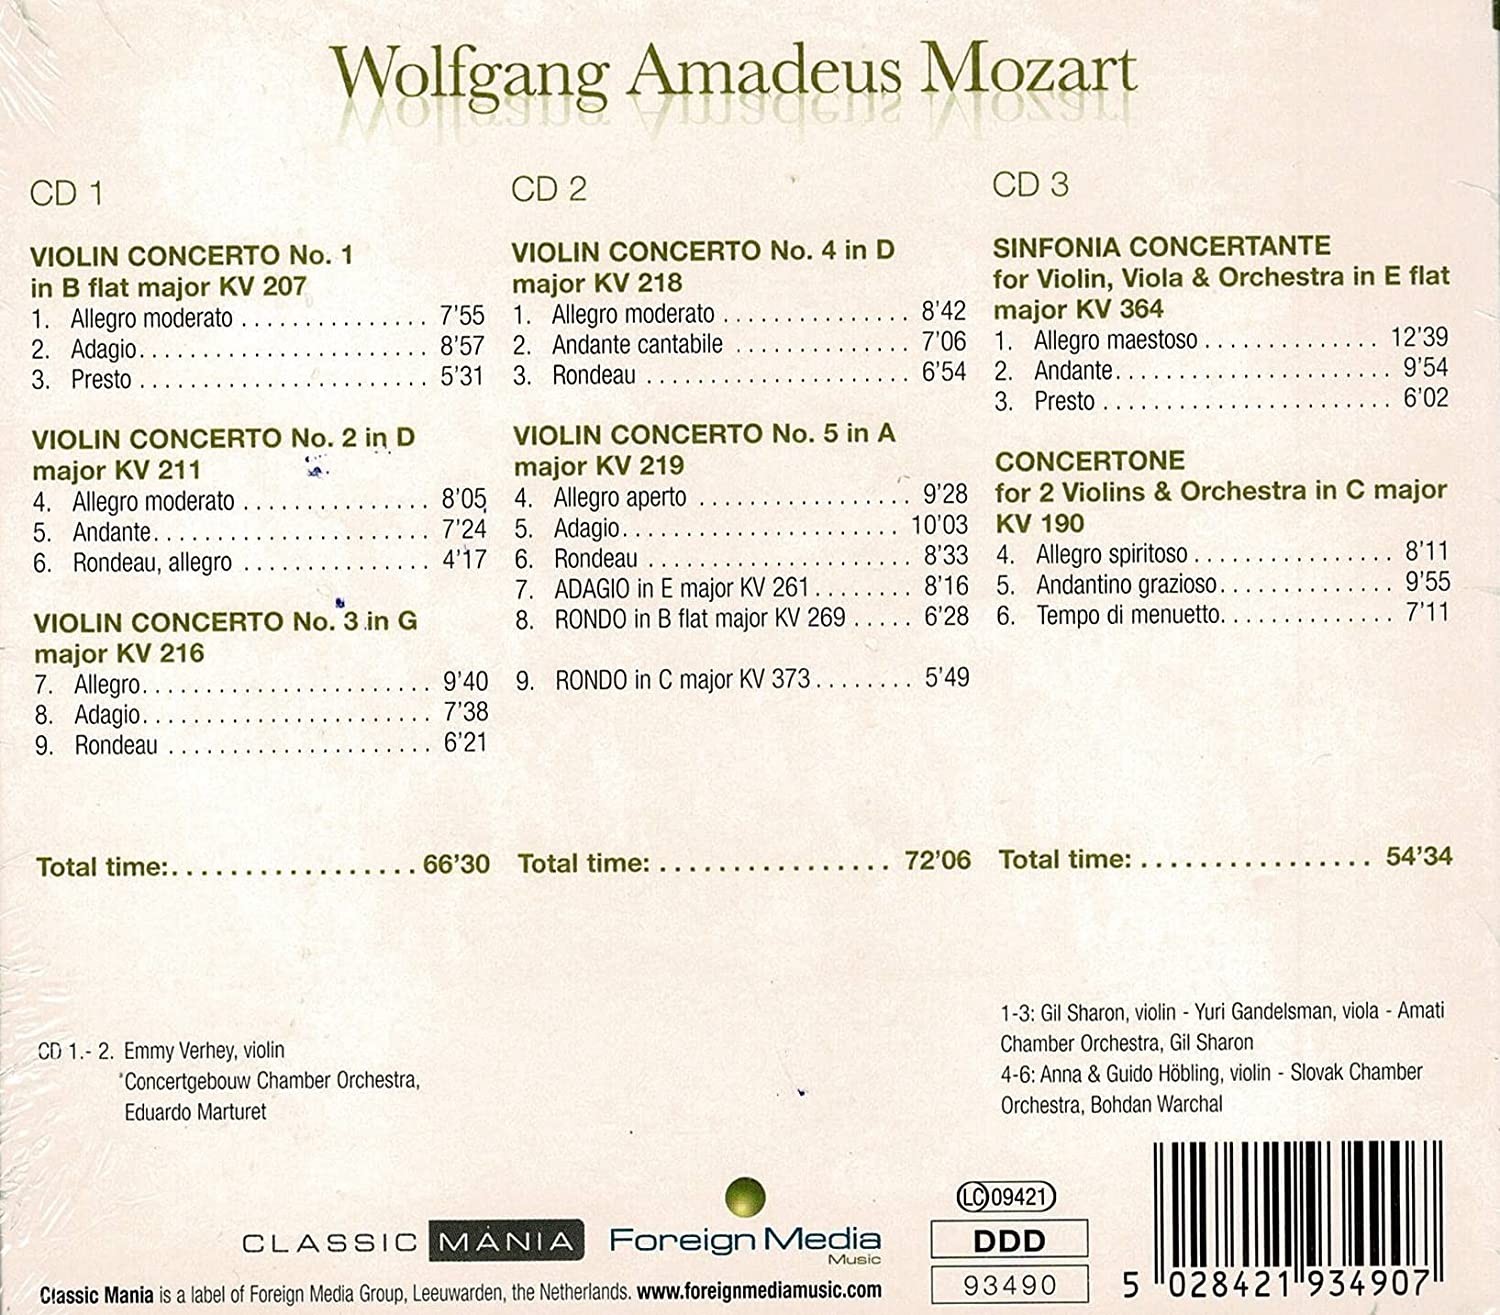 Wolfgang Amadeus Mozart
CD 1
VIOLIN CONCERTO No. 1
in B flat major KV 207
1. Allegro moderato . . . . . . . . . . . . . . . 7'55
2. Adagio. . . . . . . . . . . . . . . . . . . . . . . 8'57
3. Presto . . . . . . . . . . . . . . . . . . . . . . . 5'31
VIOLIN CONCERTO No. 2 in D
major KV 211
4. Allegro moderato . . . . . . . . . . . . . . . 8'05
5. Andante. . . . . . . . . . . . . . . . . . . . . . 7'24
6. Rondeau, allegro . . . . . . . . . . . . . . . 4'17
VIOLIN CONCERTO No. 3 in G
major KV 216
7. Allegro. . . . . . . . . . . . . . . . . . . . . . . 9'40
8. Adagio. . . . . . . . . . . . . . . . . . . . . . . 7'38
9. Rondeau . . . . . . . . . . . . . . . . . . . . . 6'21
Total time:. . . . . . . . . . . . . . . . . 66'30
CD 2
VIOLIN CONCERTO No. 4 in D
major KV 218
1. Allegro moderato . . . . . . . . . . . . . . . 8'42
2. Andante cantabile . . . . . . . . . . . . . . 7'06
3. Rondeau . . . . . . . . . . . . . . . . . . . . . 6'54
VIOLIN CONCERTO No. 5 in A
major KV 219
4. Allegro aperto . . . . . . . . . . . . . . . . . 9'28
5. Adagio. . . . . . . . . . . . . . . . . . . . . . 10'03
6. Rondeau . . . . . . . . . . . . . . . . . . . . . 8'33
7. ADAGIO in E major KV 261. . . . . . . . 8'16
8. RONDO in B flat major KV 269 . . . . . 6'28
9. RONDO in C major KV 373. . . . . . . . 5'49
Total time: . . . . . . . . . . . . . . . . 72'06
CD 3
SINFONIA CONCERTANTE
for Violin, Viola & Orchestra in E flat
major KV 364
1. Allegro maestoso . . . . . . . . . . . . . . 12'39
2. Andante. . . . . . . . . . . . . . . . . . . . . . 9'54
3. Presto . . . . . . . . . . . . . . . . . . . . . . . 6'02
CONCERTONE
for 2 Violins & Orchestra in C major
KV 190
4. Allegro spiritoso . . . . . . . . . . . . . . . . 8'11
5. Andantino grazioso. . . . . . . . . . . . . . 9'55
6. Tempo di menuetto. . . . . . . . . . . . . . 7'11
Total time: . . . . . . . . . . . . . . . . 54'34
CD 1.- 2. Emmy Verhey, violin
Concertgebouw Chamber Orchestra,
Eduardo Marturet
1-3: Gil Sharon, violin - Yuri Gandelsman, viola - Amati
Chamber Orchestra, Gil Sharon
4-6: Anna & Guido Höbling, violin - Slovak Chamber
Orchestra, Bohdan Warchal
CLASSIC MANIA
Foreign Media
Music
Classic Mania is a label of Foreign Media Group, Leeuwarden, the Netherlands. www.foreignmediamusic.com
LC 09421
DDD
93490
5 028421 934907